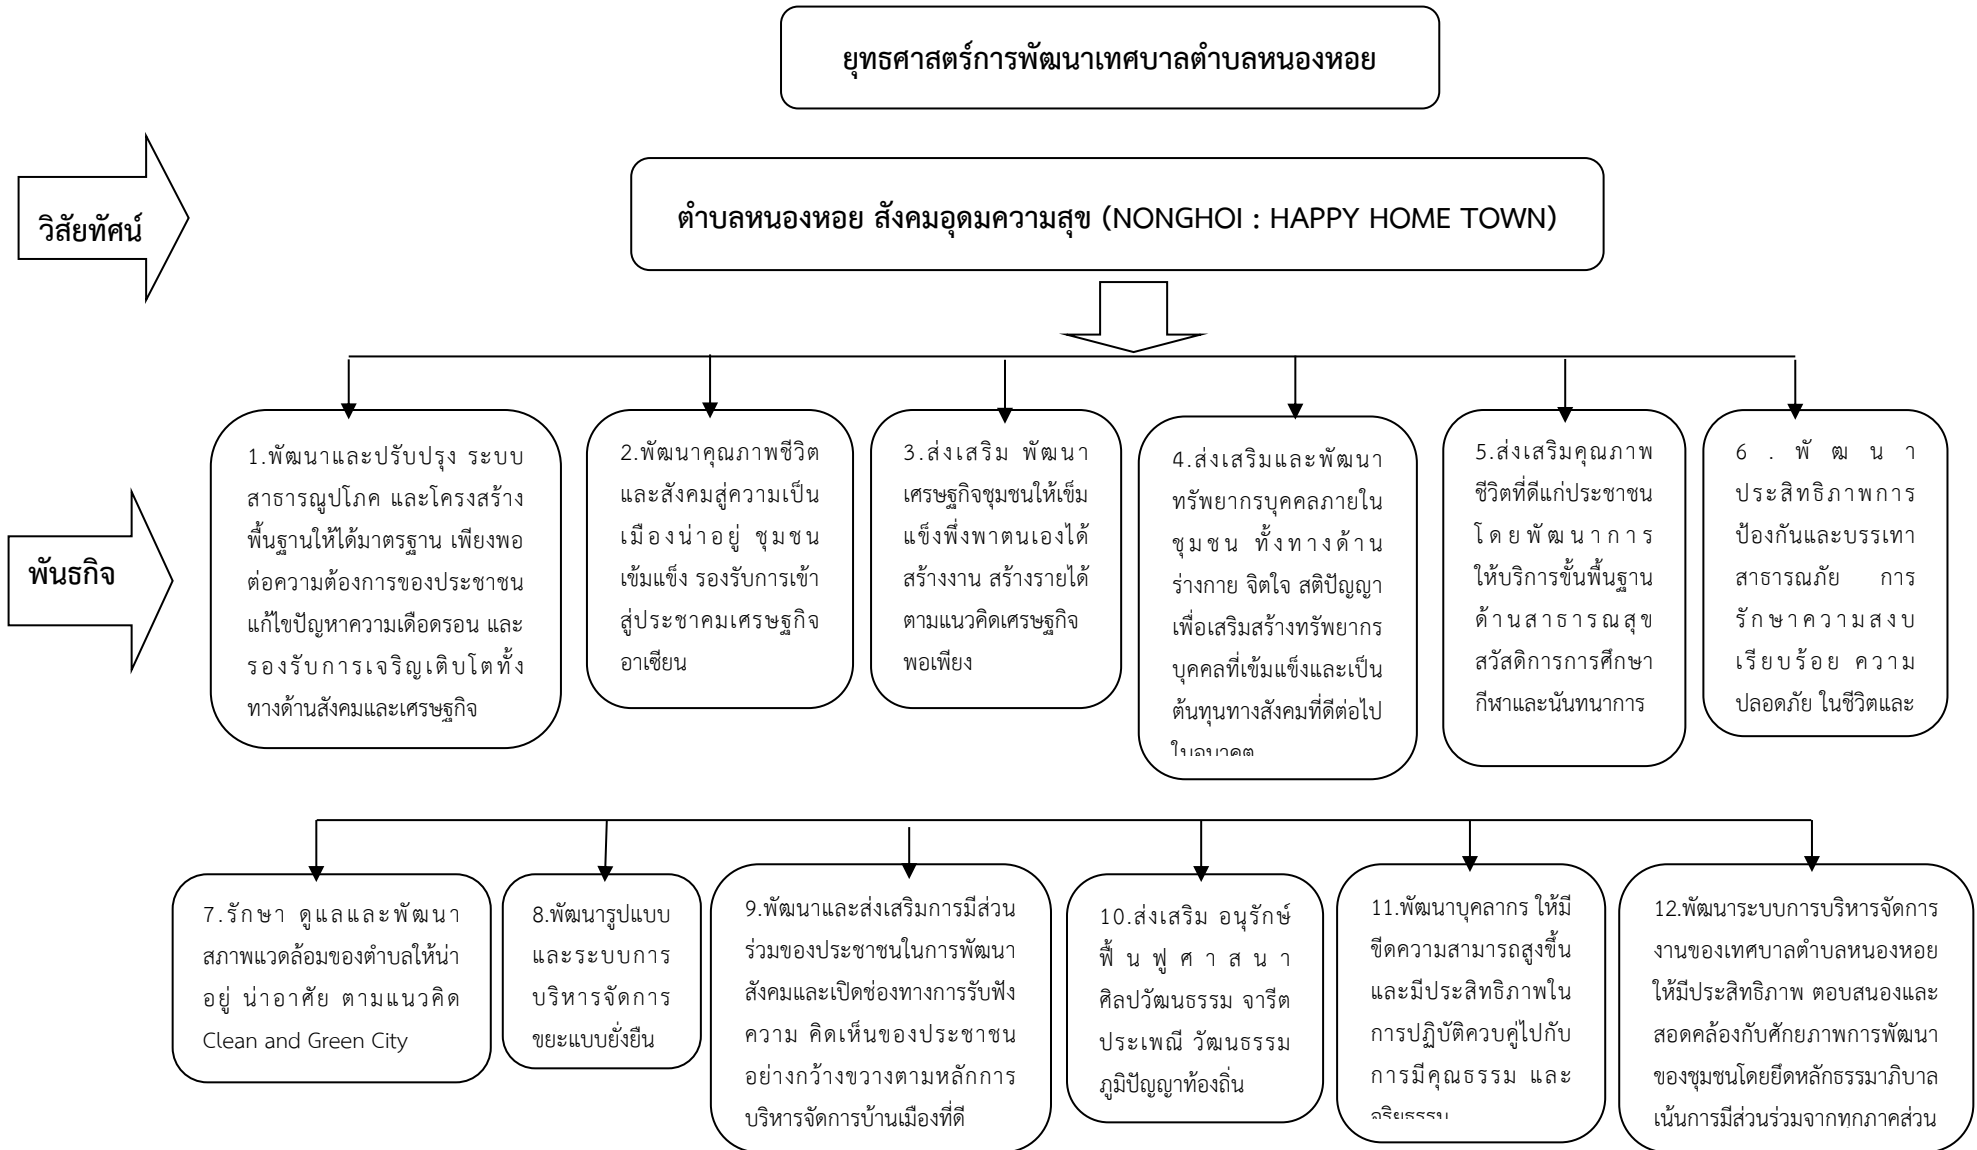 ยุทธศาสตร์การพัฒนาเทศบาลตำบลหนองหอย
วิสัยทัศน์
ตำบลหนองหอย สังคมอุดมความสุข (NONGHOI : HAPPY HOME TOWN)
พันธกิจ
1.พัฒนาและปรับปรุง ระบบ
สาธารณูปโภค และโครงสร้าง
พื้นฐานให้ได้มาตรฐาน เพียงพอ
ต่อความต้องการของประชาชน
แก้ไขปัญหาความเดือดรอน และ
รองรับการเจริญเติบโตทั้ง
ทางด้านสังคมและเศรษฐกิจ
2.พัฒนาคุณภาพชีวิต
และสังคมสู่ความเป็น
เมืองน่าอยู่ ชุมชน
เข้มแข็ง รองรับการเข้า
สู่ประชาคมเศรษฐกิจ
อาเซียน
3.ส่งเสริม พัฒนา
เศรษฐกิจชุมชนให้เข็ม
แข็งพึ่งพาตนเองได้
สร้างงาน สร้างรายได้
ตามแนวคิดเศรษฐกิจ
พอเพียง
4.ส่งเสริมและพัฒนา
ทรัพยากรบุคคลภายใน
ชุมชน ทั้งทางด้าน
ร่างกาย จิตใจ สติปัญญา
เพื่อเสริมสร้างทรัพยากร
บุคคลที่เข้มแข็งและเป็น
ต้นทุนทางสังคมที่ดีต่อไป
ในอนาคต
5.ส่งเสริมคุณภาพ
ชีวิตที่ดีแก่ประชาชน
โดยพัฒนาการ
ให้บริการขั้นพื้นฐาน
ด้านสาธารณสุข
สวัสดิการการศึกษา
กีฬาและนันทนาการ
6 . พัฒนา
ประสิทธิภาพการ
ป้องกันและบรรเทา
สาธารณภัย การ
รักษาความสงบ
เรียบร้อย ความ
ปลอดภัย ในชีวิตและ
7.รักษา ดูแลและพัฒนา
สภาพแวดล้อมของตำบลให้น่า
อยู่ น่าอาศัย ตามแนวคิด
Clean and Green City
8.พัฒนารูปแบบ
และระบบการ
บริหารจัดการ
ขยะแบบยั่งยืน
9.พัฒนาและส่งเสริมการมีส่วน
ร่วมของประชาชนในการพัฒนา
สังคมและเปิดช่องทางการรับฟัง
ความ คิดเห็นของประชาชน
อย่างกว้างขวางตามหลักการ
บริหารจัดการบ้านเมืองที่ดี
10.ส่งเสริม อนุรักษ์
ฟื้นฟูศาสนา
ศิลปวัฒนธรรม จารีต
ประเพณี วัฒนธรรม
ภูมิปัญญาท้องถิ่น
11.พัฒนาบุคลากร ให้มี
ขีดความสามารถสูงขึ้น
และมีประสิทธิภาพใน
การปฏิบัติควบคู่ไปกับ
การมีคุณธรรม และ
จริยธรรม
12.พัฒนาระบบการบริหารจัดการ
งานของเทศบาลตำบลหนองหอย
ให้มีประสิทธิภาพ ตอบสนองและ
สอดคล้องกับศักยภาพการพัฒนา
ของชุมชนโดยยึดหลักธรรมาภิบาล
เน้นการมีส่วนร่วมจากทุกภาคส่วน